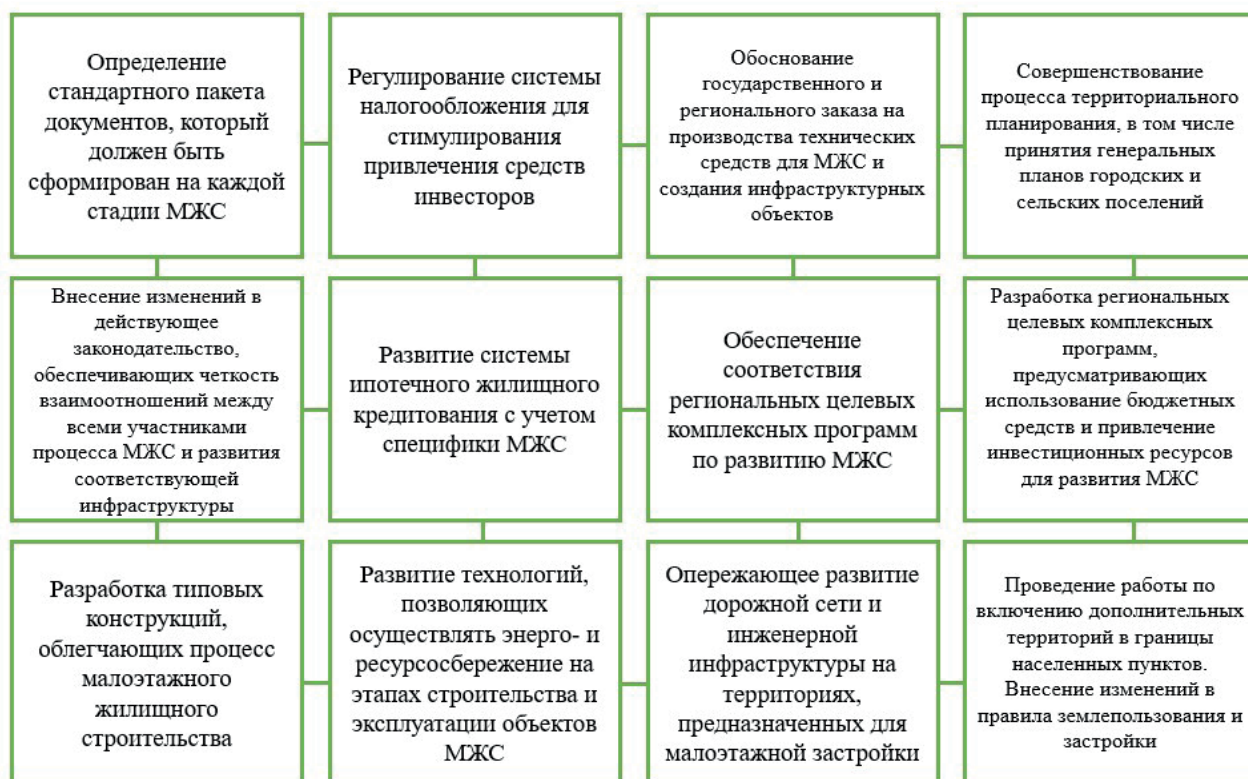 Определение
стандартного пакета
документов, который
должен быть
сформирован на каждой
стадии МЖС
Регулирование системы
налогообложения для
стимулирования
привлечения средств
инвесторов
Обоснование
государственного и
регионального заказа на
производства технических
средств для МЖС и
создания инфраструктурных
объектов
Совершенствование
процесса территориального
планирования, в том числе
принятия генеральных
планов городских и
сельских поселений
Внесение изменений в
действующее
законодательство,
обеспечивающих четкость
взаимоотношений между
всеми участниками
процесса МЖС и развития
соответствующей
инфраструктуры
Развитие системы
ипотечного жилищного
кредитования с учетом
специфики МЖС
Обеспечение
соответствия
региональных целевых
комплексных программ
по развитию МЖС
Разработка региональных
целевых комплексных
программ,
предусматривающих
использование бюджетных
средств и привлечение
инвестиционных ресурсов
для развития МЖС
Разработка типовых
конструкций,
облегчающих процесс
малоэтажного
жилищного
строительства
Развитие технологий,
позволяющих
осуществлять энерго- и
ресурсосбережение на
этапах строительства и
эксплуатации объектов
МЖС
Опережающее развитие
дорожной сети и
инженерной
инфраструктуры на
территориях,
предназначенных для
малоэтажной застройки
Проведение работы по
включению дополнительных
территорий в границы
населенных пунктов.
Внесение изменений в
правила землепользования и
застройки